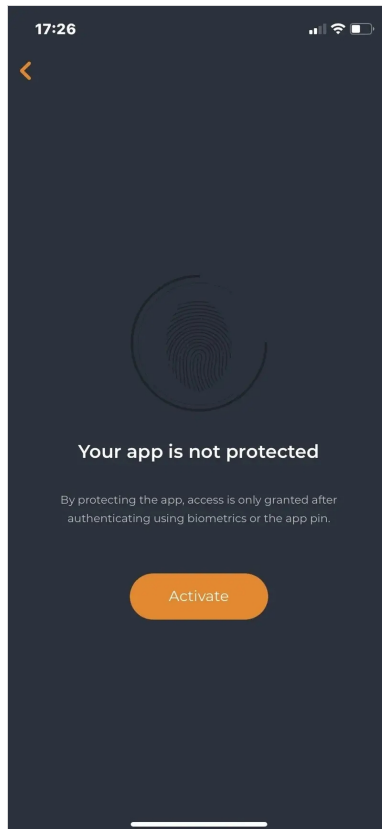 17:26
Your app is not protected
By protecting the app, access is only granted after
authenticating using biometrics or the app pin.
Activate